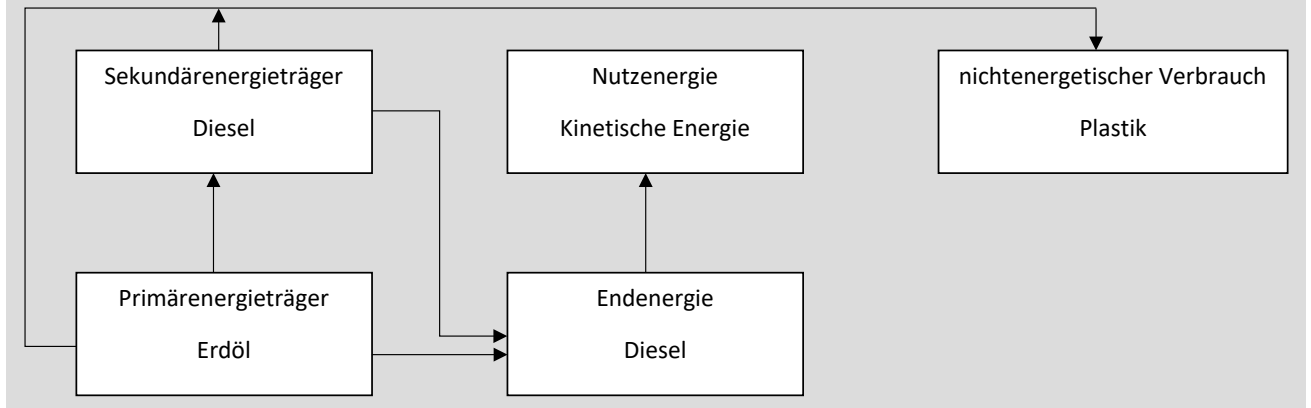 Sekundärenergieträger
Diesel
Nutzenergie
Kinetische Energie
nichtenergetischer Verbrauch
Plastik
Primärenergieträger
Erdöl
Endenergie
Diesel